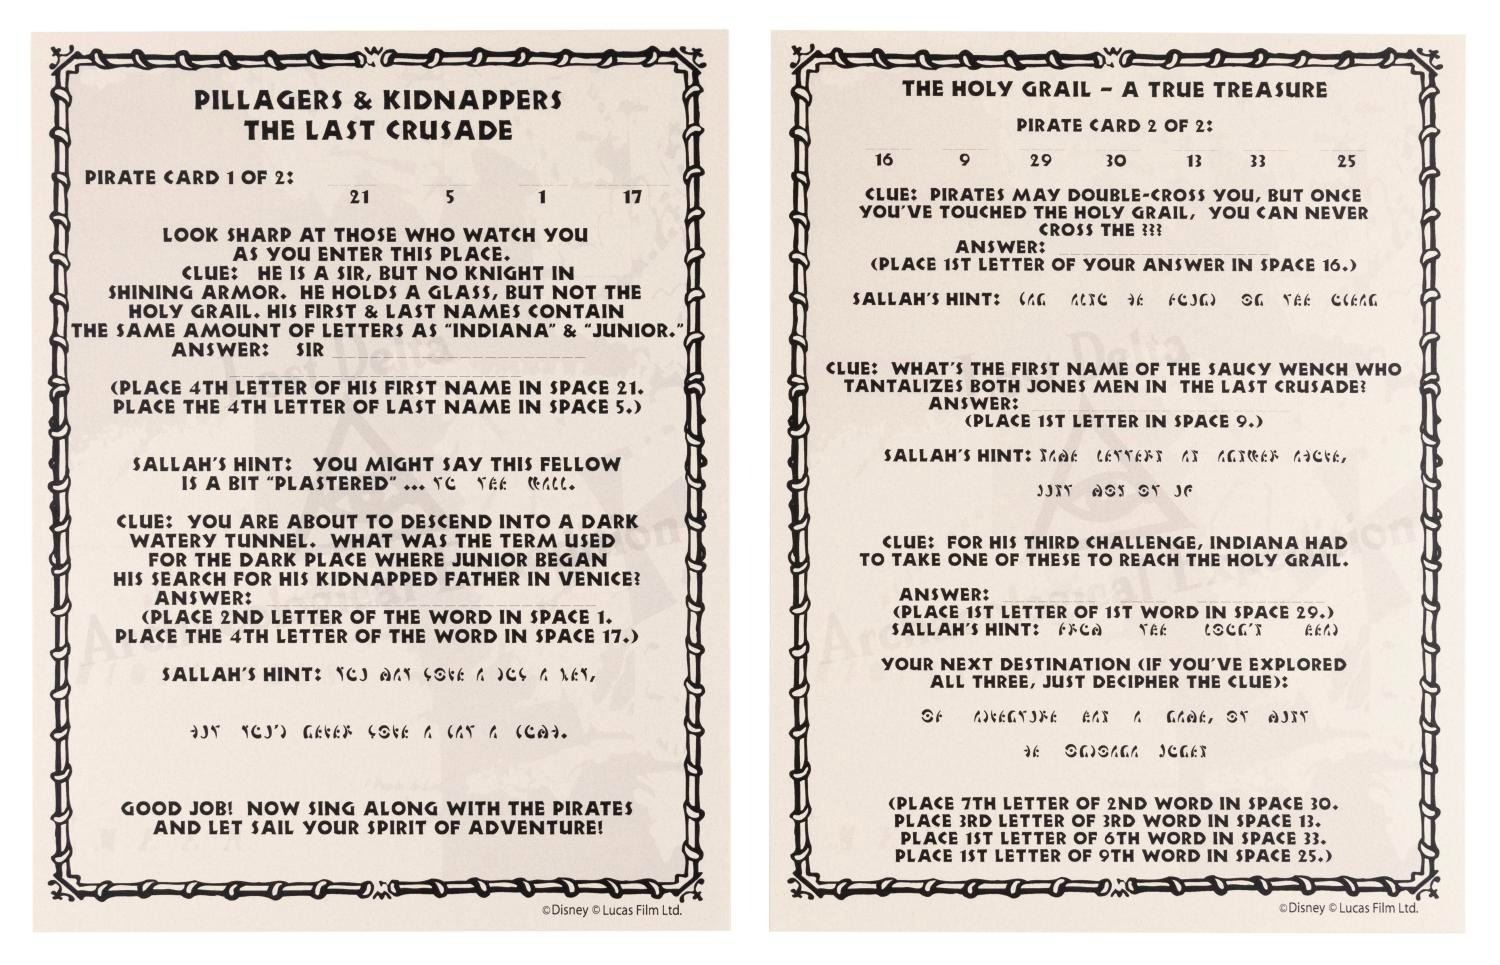 PILLAGERS & KIDNAPPERS
THE LAST CRUSADE
PIRATE CARD 1 OF 2:
21 5 1 17
LOOK SHARP AT THOSE WHO WATCH YOU
AS YOU ENTER THIS PLACE.
CLUE: HE IS A SIR, BUT NO KNIGHT IN
SHINING ARMOR. HE HOLDS A GLASS, BUT NOT THE
HOLY GRAIL. HIS FIRST & LAST NAMES CONTAIN
THE SAME AMOUNT OF LETTERS AS "INDIANA" & "JUNIOR."
ANSWER: SIR
(PLACE 4TH LETTER OF HIS FIRST NAME IN SPACE 21.
PLACE THE 4TH LETTER OF LAST NAME IN SPACE 5.)
SALLAH'S HINT: YOU MIGHT SAY THIS FELLOW
IS A BIT "PLASTERED" ...
CLUE: YOU ARE ABOUT TO DESCEND INTO A DARK
WATERY TUNNEL. WHAT WAS THE TERM USED
FOR THE DARK PLACE WHERE JUNIOR BEGAN
HIS SEARCH FOR HIS KIDNAPPED FATHER IN VENICE?
ANSWER:
(PLACE 2ND LETTER OF THE WORD IN SPACE 1.
PLACE THE 4TH LETTER OF THE WORD IN SPACE 17.)
SALLAH'S HINT:
GOOD JOB! NOW SING ALONG WITH THE PIRATES
AND LET SAIL YOUR SPIRIT OF ADVENTURE!
©Disney © Lucas Film Ltd.
THE HOLY GRAIL – A TRUE TREASURE
PIRATE CARD 2 OF 2:
16 9 29 30 13 33 25
CLUE: PIRATES MAY DOUBLE-CROSS YOU, BUT ONCE
YOU'VE TOUCHED THE HOLY GRAIL, YOU CAN NEVER
CROSS THE ???
ANSWER:
(PLACE 1ST LETTER OF YOUR ANSWER IN SPACE 16.)
SALLAH'S HINT:
CLUE: WHAT'S THE FIRST NAME OF THE SAUCY WENCH WHO
TANTALIZES BOTH JONES MEN IN THE LAST CRUSADE?
ANSWER:
(PLACE 1ST LETTER IN SPACE 9.)
SALLAH'S HINT:
CLUE: FOR HIS THIRD CHALLENGE, INDIANA HAD
TO TAKE ONE OF THESE TO REACH THE HOLY GRAIL.
ANSWER:
(PLACE 1ST LETTER OF 1ST WORD IN SPACE 29.)
SALLAH'S HINT:
YOUR NEXT DESTINATION (IF YOU'VE EXPLORED
ALL THREE, JUST DECIPHER THE CLUE):
(PLACE 7TH LETTER OF 2ND WORD IN SPACE 30.
PLACE 3RD LETTER OF 3RD WORD IN SPACE 13.
PLACE 1ST LETTER OF 6TH WORD IN SPACE 33.
PLACE 1ST LETTER OF 9TH WORD IN SPACE 25.)
©Disney © Lucas Film Ltd.